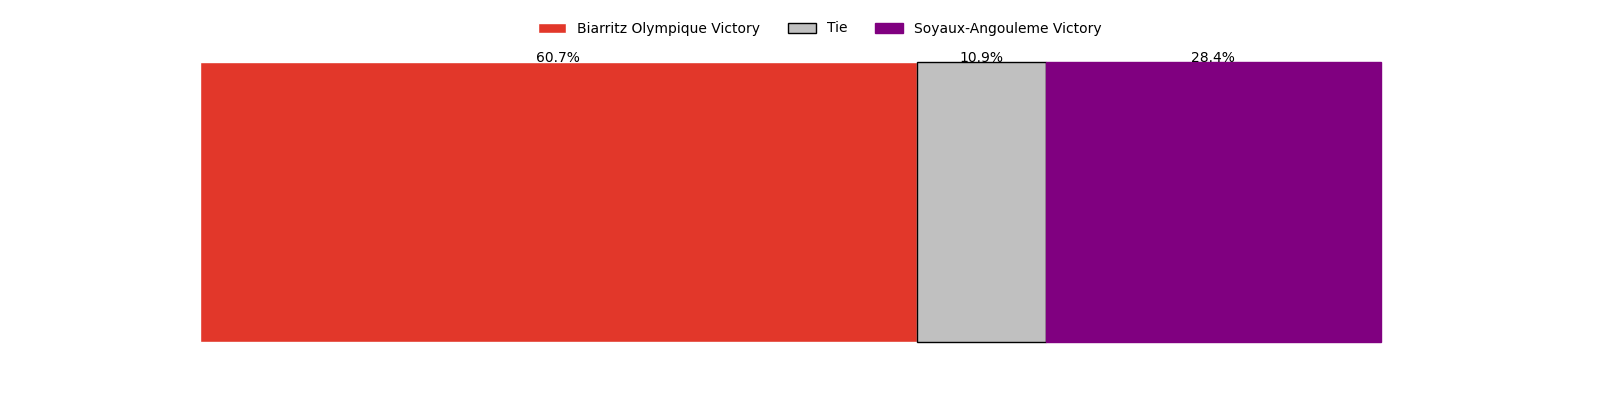 Biarritz Olympique Victory Tie Soyaux-Angouleme Victory
60.7% 10.9% 28.4%